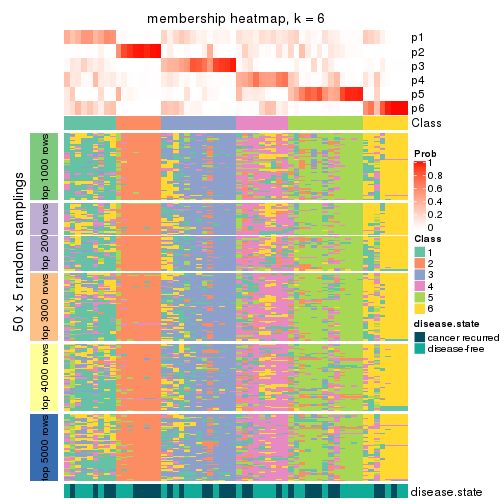 membership heatmap, k = 6
p1
p2
p3
p4
p5
p6
Class
50 x 5 random samplings
top 1000 rows
top 2000 rows
top 3000 rows
top 4000 rows
top 5000 rows
Prob
1
0.8
0.6
0.4
0.2
0
Class
1
2
3
4
5
6
disease.state
cancer recurred
disease-free
disease.state